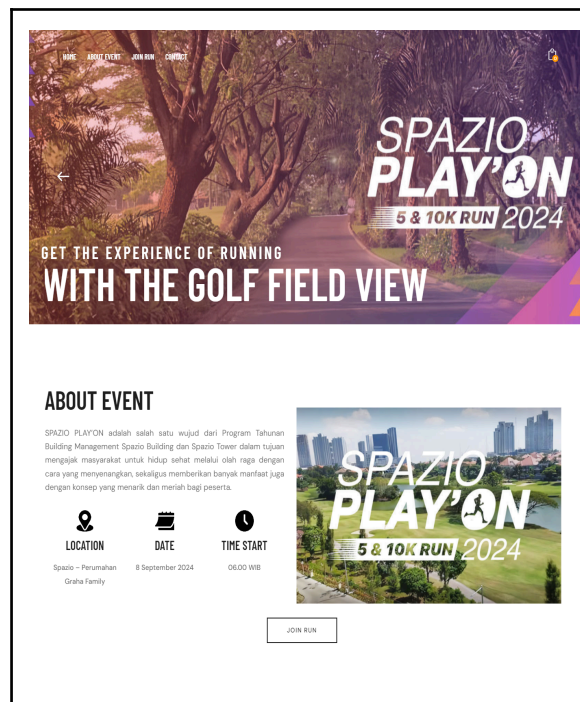 HOME ABOUT EVENT JOIN RUN CONTACT
SPAZIO
PLAY'ON
5 & 10K RUN 2024
GET THE EXPERIENCE OF RUNNING
WITH THE GOLF FIELD VIEW
ABOUT EVENT
SPAZIO PLAY'ON adalah salah satu wujud dari Program Tahunan
Building Management Spazio Building dan Spazio Tower dalam tujuan
mengajak masyarakat untuk hidup sehat melalui olah raga dengan
cara yang menyenangkan, sekaligus memberikan banyak manfaat juga
dengan konsep yang menarik dan meriah bagi peserta.
LOCATION
Spazio – Perumahan
Graha Family
DATE
8 September 2024
TIME START
06.00 WIB
SPAZIO
PLAY'ON
5 & 10K RUN 2024
JOIN RUN